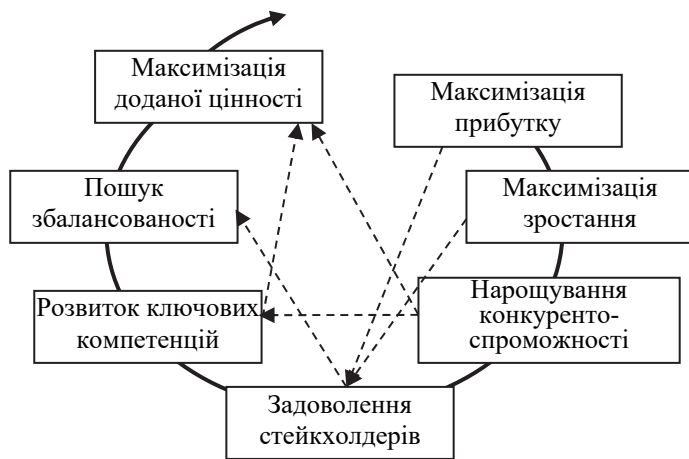 Максимізація
доданої цінності
Максимізація
прибутку
Пошук
збалансованості
Максимізація
зростання
Розвиток ключових
компетенцій
Нарощування
конкуренто-
спроможності
Задоволення
стейкхолдерів